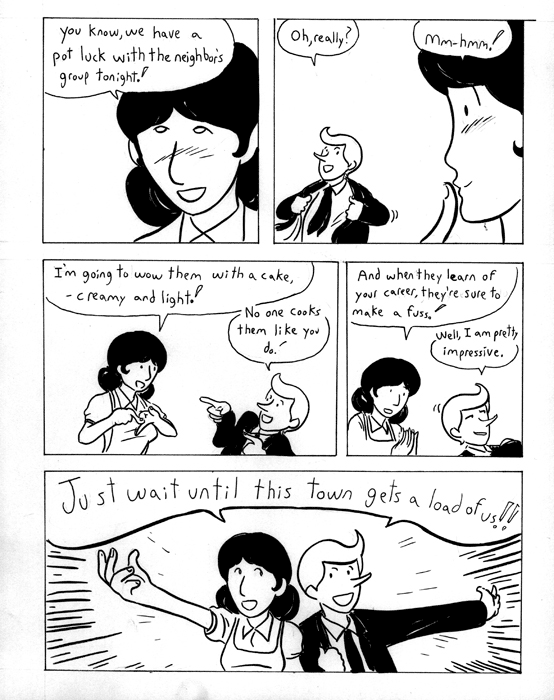 you know, we have a
pot luck with the neighbors
group tonight!
Oh, really?
Mm-hmm!
I'm going to wow them with a cake,
-creamy and light!
No one cooks
them like you
do!
And when they learn of
your career, they're sure to
make a fuss!
Well, I am pretty
impressive.
Just wait until this town gets a load of us!!